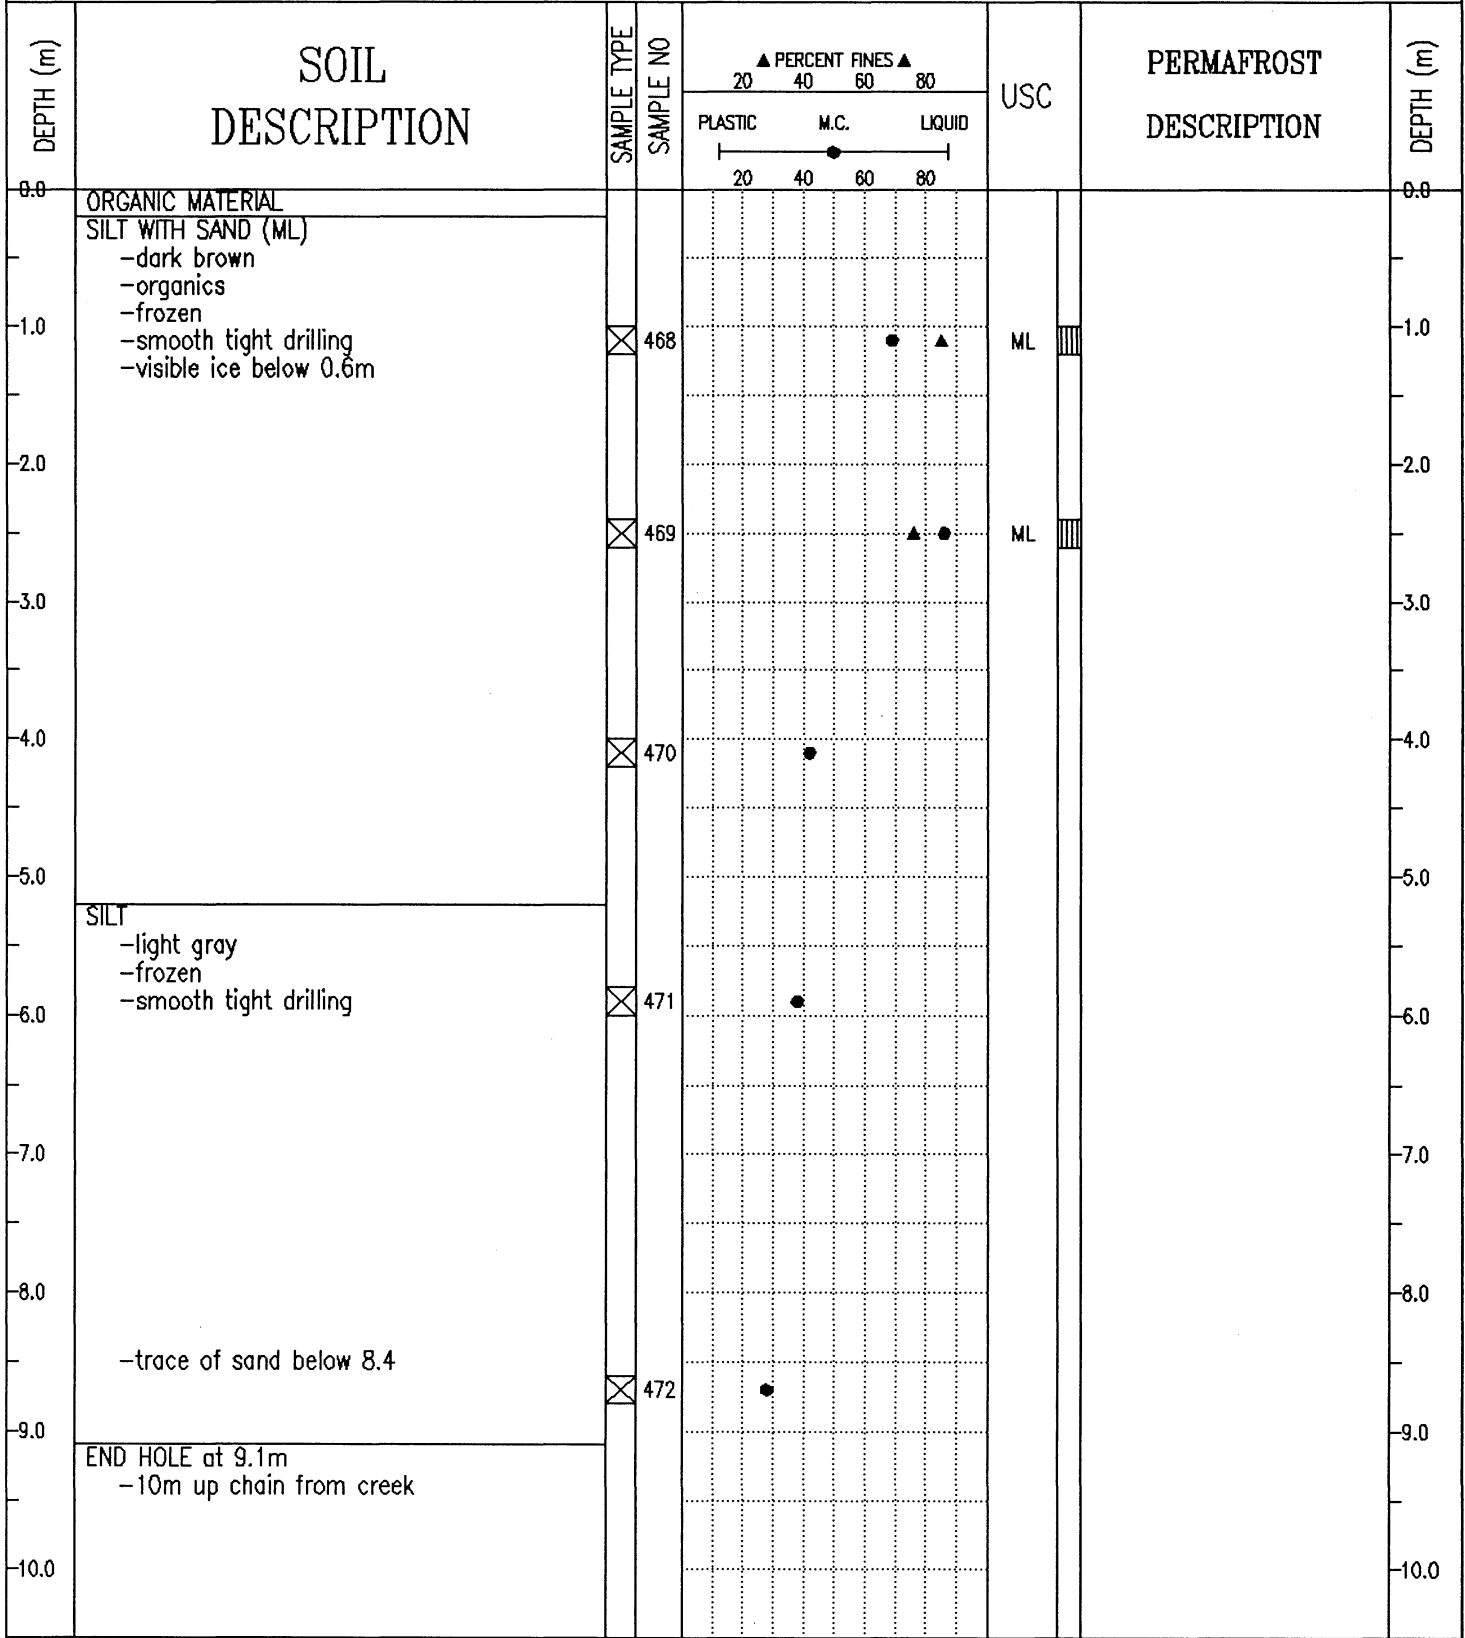 DEPTH (m)
SOIL
DESCRIPTION
SAMPLE TYPE
SAMPLE NO
▲ PERCENT FINES ▲
20 40 60 80
PLASTIC M.C. LIQUID
20 40 60 80
USC
PERMAFROST
DESCRIPTION
DEPTH (m)
0.0 0.0
ORGANIC MATERIAL
SILT WITH SAND (ML)
-dark brown
-organics
-frozen
1.0 1.0
-smooth tight drilling 468 ML
-visible ice below 0.6m
2.0 2.0
469 ML
3.0 3.0
4.0 4.0
470
5.0 5.0
SILT
-light gray
-frozen
-smooth tight drilling 471
6.0 6.0
7.0 7.0
8.0 8.0
-trace of sand below 8.4
472
9.0 9.0
END HOLE at 9.1m
-10m up chain from creek
10.0 10.0